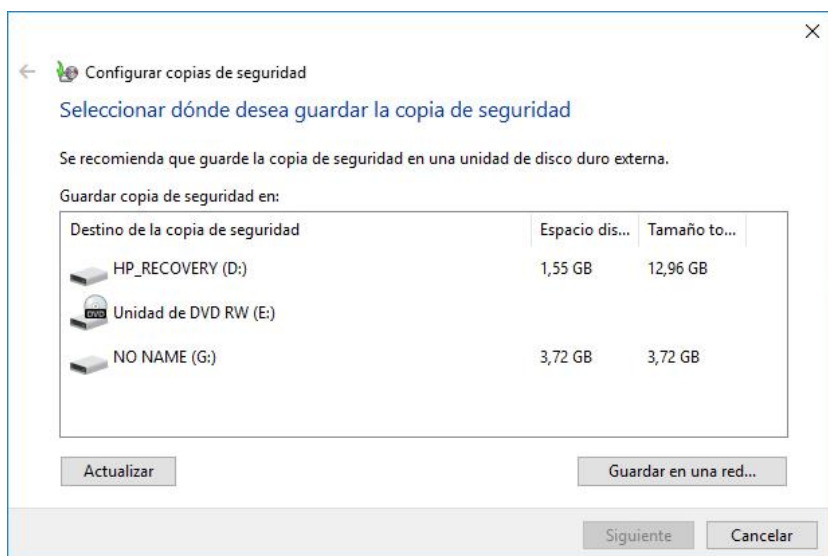 Configurar copias de seguridad
Seleccionar dónde desea guardar la copia de seguridad
Se recomienda que guarde la copia de seguridad en una unidad de disco duro externa.
Guardar copia de seguridad en:
Destino de la copia de seguridad Espacio dis... Tamaño to...
HP_RECOVERY (D:) 1,55 GB 12,96 GB
DVD Unidad de DVD RW (E:)
NO NAME (G:) 3,72 GB 3,72 GB
Actualizar Guardar en una red...
Siguiente Cancelar